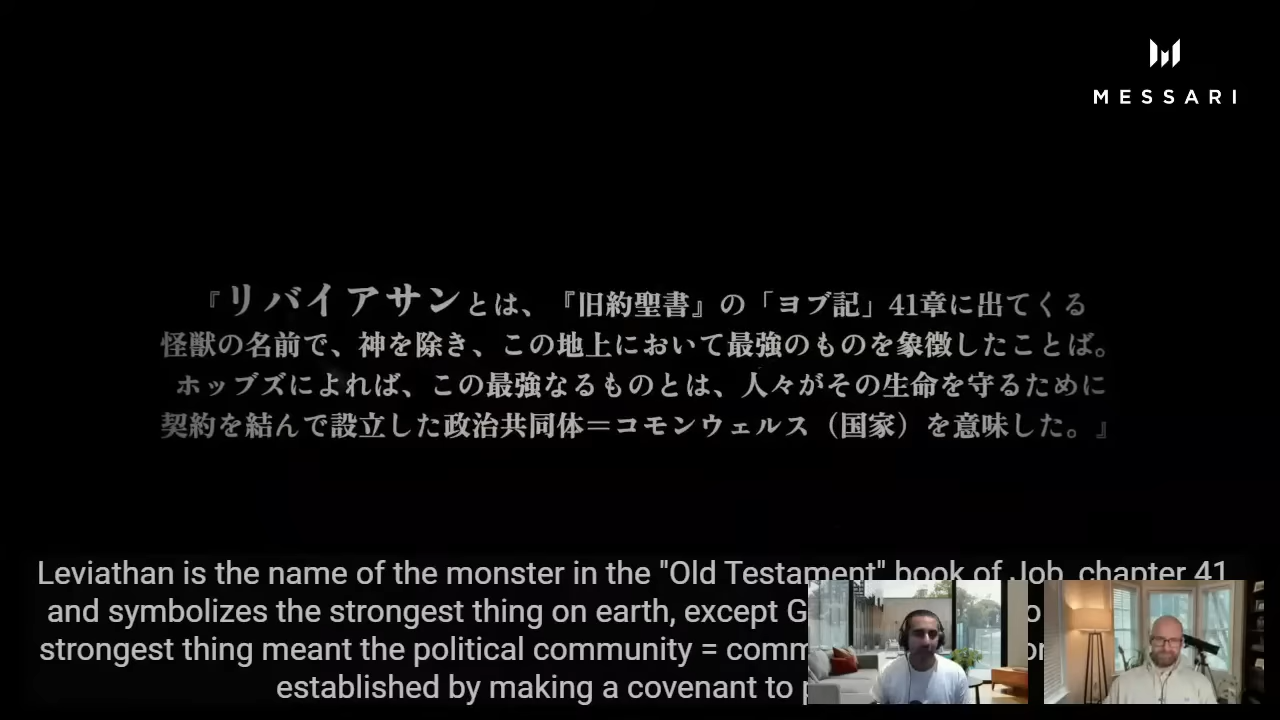 MESSARI
『リバイアサンとは、『旧約聖書』の「ヨブ記」41章に出てくる
怪獣の名前で、神を除き、この地上において最強のものを象徴したことば。
ホッブズによれば、この最強なるものとは、人々がその生命を守るために
契約を結んで設立した政治共同体＝コモンウェルス（国家）を意味した。』
Leviathan is the name of the monster in the "Old Testament" book of Job, chapter 41
and symbolizes the strongest thing on earth, except
strongest thing meant the political community =
established by making a covenant to